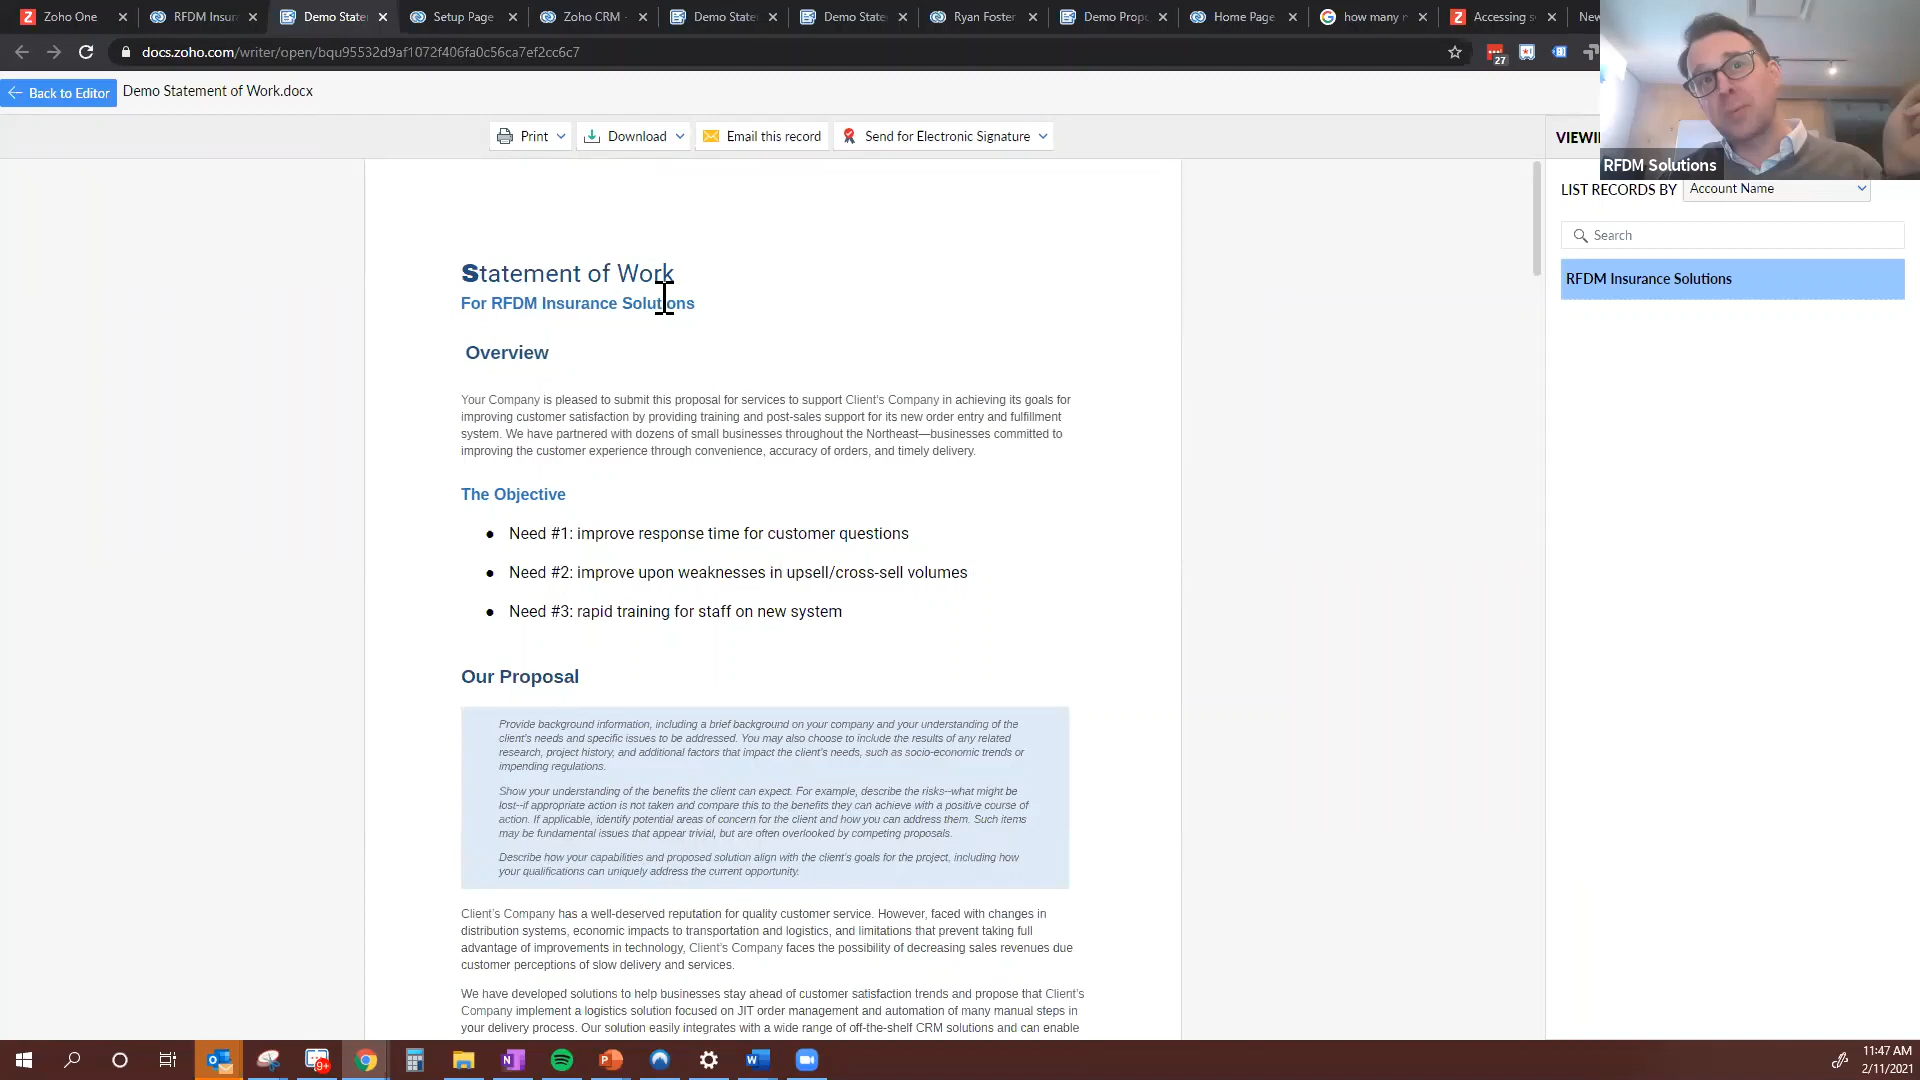 Zoho One
RFDM Insur
Demo State
Setup Page
Zoho CRM -
Demo State
Demo State
Ryan Foster
Demo Propo
Home Page
how many r
Accessing s
New
docs.zoho.com/writer/open/bqu95532d9af1072f406fa0c56ca7ef2cc6c7
27
Back to Editor
Demo Statement of Work.docx
Print
Download
Email this record
Send for Electronic Signature
VIEWI
RFDM Solutions
LIST RECORDS BY
Account Name
Search
RFDM Insurance Solutions
Statement of Work
For RFDM Insurance Solutions
Overview
Your Company is pleased to submit this proposal for services to support Client's Company in achieving its goals for
improving customer satisfaction by providing training and post-sales support for its new order entry and fulfillment
system. We have partnered with dozens of small businesses throughout the Northeast—businesses committed to
improving the customer experience through convenience, accuracy of orders, and timely delivery.
The Objective
● Need #1: improve response time for customer questions
● Need #2: improve upon weaknesses in upsell/cross-sell volumes
● Need #3: rapid training for staff on new system
Our Proposal
Provide background information, including a brief background on your company and your understanding of the
client's needs and specific issues to be addressed. You may also choose to include the results of any related
research, project history, and additional factors that impact the client's needs, such as socio-economic trends or
impending regulations.
Show your understanding of the benefits the client can expect. For example, describe the risks--what might be
lost--if appropriate action is not taken and compare this to the benefits they can achieve with a positive course of
action. If applicable, identify potential areas of concern for the client and how you can address them. Such items
may be fundamental issues that appear trivial, but are often overlooked by competing proposals.
Describe how your capabilities and proposed solution align with the client's goals for the project, including how
your qualifications can uniquely address the current opportunity.
Client's Company has a well-deserved reputation for quality customer service. However, faced with changes in
distribution systems, economic impacts to transportation and logistics, and limitations that prevent taking full
advantage of improvements in technology, Client's Company faces the possibility of decreasing sales revenues due
customer perceptions of slow delivery and services.
We have developed solutions to help businesses stay ahead of customer satisfaction trends and propose that Client's
Company implement a logistics solution focused on JIT order management and automation of many manual steps in
your delivery process. Our solution easily integrates with a wide range of off-the-shelf CRM solutions and can enable
9+
11:47 AM
2/11/2021